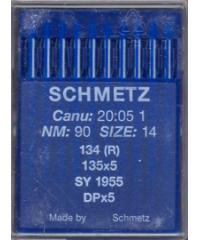 SCHMETZ
Canu: 20:05 1
NM: 90 SIZE: 14
134 (R)
135x5
SY 1955
DPx5
Made by Schmetz